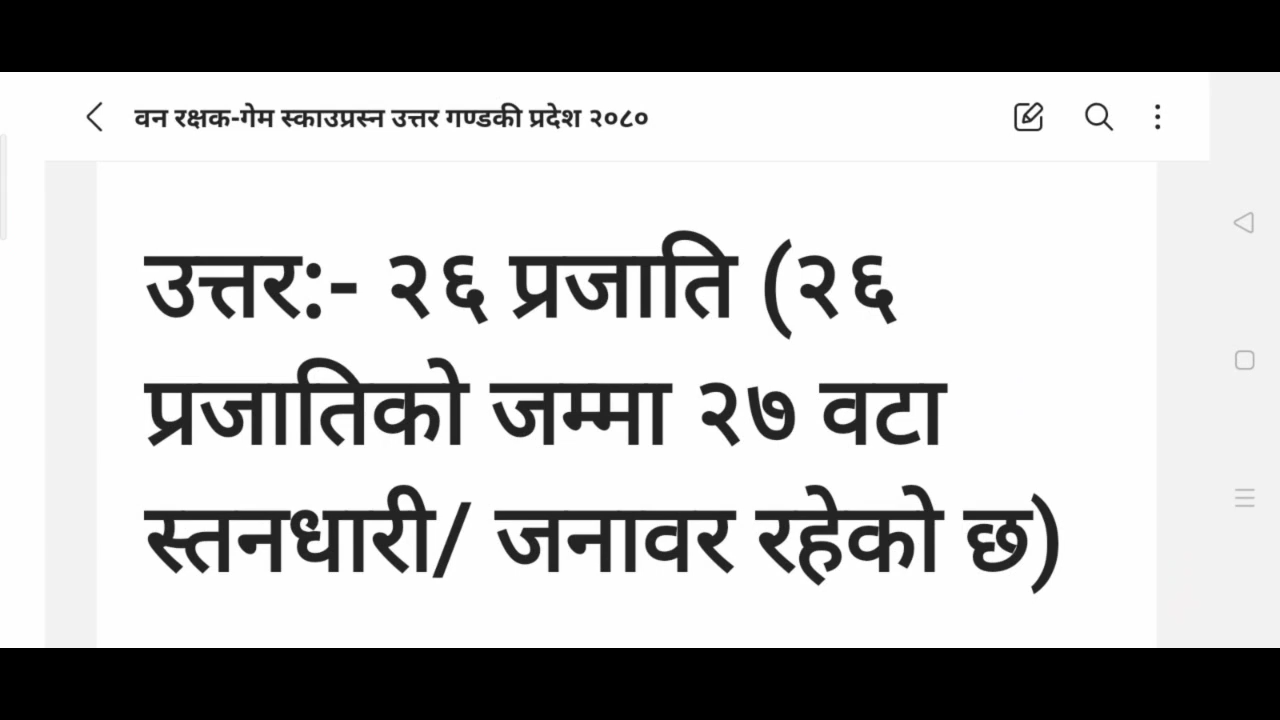 वन रक्षक-गेम स्काउप्रस्न उत्तर गण्डकी प्रदेश २०८०
उत्तर:- २६ प्रजाति (२६
प्रजातिको जम्मा २७ वटा
स्तनधारी/ जनावर रहेको छ)